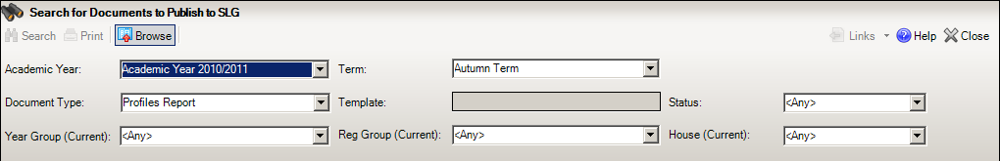 Search for Documents to Publish to SLG
Search Print Browse Links Help Close
Academic Year: Academic Year 2010/2011 Term: Autumn Term
Document Type: Profiles Report Template: Status: <Any>
Year Group (Current): <Any> Reg Group (Current): <Any> House (Current): <Any>